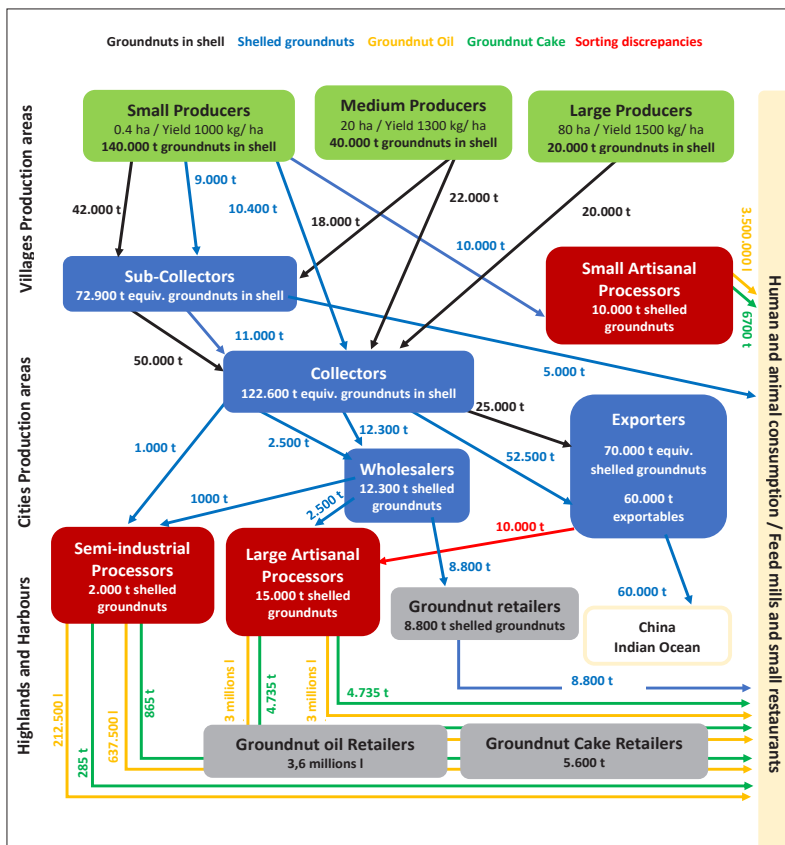 Groundnuts in shell Shelled groundnuts Groundnut Oil Groundnut Cake Sorting discrepancies
Villages Production areas
Small Producers
0.4 ha / Yield 1000 kg/ ha
140.000 t groundnuts in shell
Medium Producers
20 ha / Yield 1300 kg/ ha
40.000 t groundnuts in shell
Large Producers
80 ha / Yield 1500 kg/ ha
20.000 t groundnuts in shell
42.000 t
9.000 t
10.400 t
18.000 t
22.000 t
10.000 t
20.000 t
3.500.000 l
6700 t
Sub-Collectors
72.900 t equiv. groundnuts in shell
Small Artisanal
Processors
10.000 t shelled
groundnuts
Human and animal consumption / Feed mills and small restaurants
Cities Production areas
50.000 t
11.000 t
5.000 t
Collectors
122.600 t equiv. groundnuts in shell
1.000 t
2.500 t
12.300 t
25.000 t
52.500 t
Exporters
70.000 t equiv.
shelled groundnuts
60.000 t
exportables
Wholesalers
12.300 t shelled
groundnuts
1000 t
2.500 t
10.000 t
8.800 t
60.000 t
Highlands and Harbours
Semi-industrial
Processors
2.000 t shelled
groundnuts
Large Artisanal
Processors
15.000 t shelled
groundnuts
Groundnut retailers
8.800 t shelled groundnuts
China
Indian Ocean
212.500 l
285 t
637.500 l
865 t
3 millions l
4.735 t
3 millions l
4.735 t
8.800 t
Groundnut oil Retailers
3,6 millions l
Groundnut Cake Retailers
5.600 t